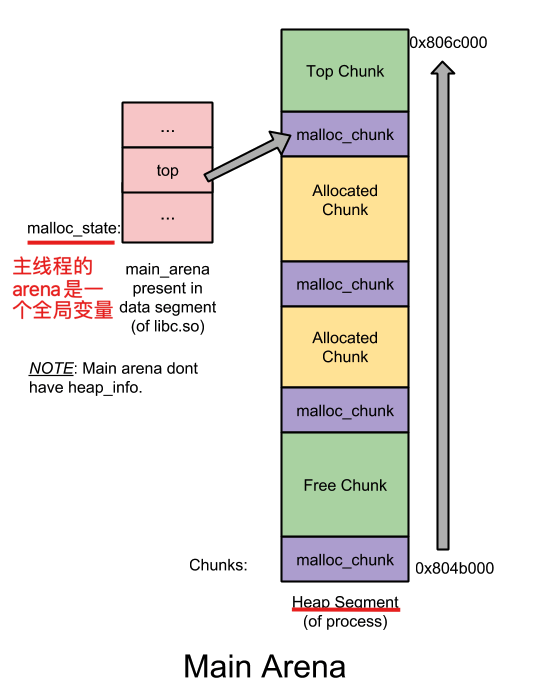 0x806c000
Top Chunk
malloc_chunk
...
top
...
malloc_state:
主线程的
arena是一
个全局变量
main_arena
present in
data segment
(of libc.so)
NOTE: Main arena dont
have heap_info.
Allocated
Chunk
malloc_chunk
Allocated
Chunk
malloc_chunk
Free Chunk
malloc_chunk
Chunks:
0x804b000
Heap Segment
(of process)
Main Arena